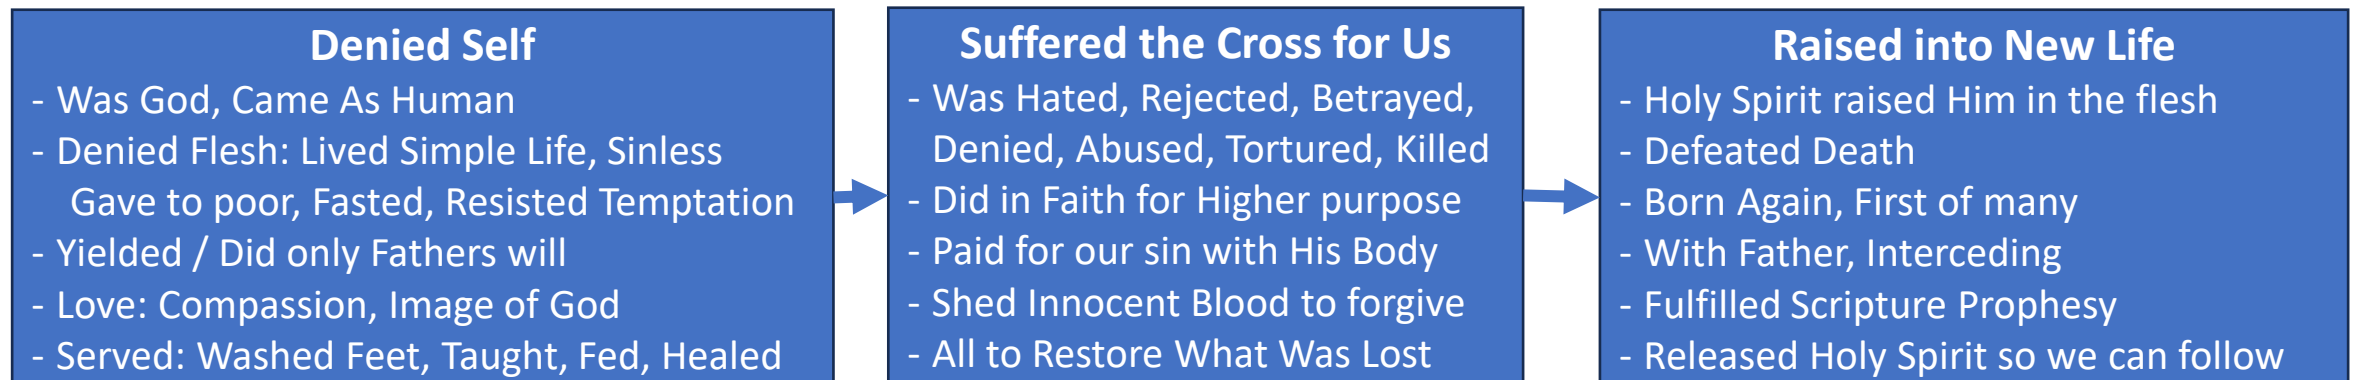 Denied Self
- Was God, Came As Human
- Denied Flesh: Lived Simple Life, Sinless
Gave to poor, Fasted, Resisted Temptation
- Yielded / Did only Fathers will
- Love: Compassion, Image of God
- Served: Washed Feet, Taught, Fed, Healed
Suffered the Cross for Us
- Was Hated, Rejected, Betrayed,
Denied, Abused, Tortured, Killed
- Did in Faith for Higher purpose
- Paid for our sin with His Body
- Shed Innocent Blood to forgive
- All to Restore What Was Lost
Raised into New Life
- Holy Spirit raised Him in the flesh
- Defeated Death
- Born Again, First of many
- With Father, Interceding
- Fulfilled Scripture Prophesy
- Released Holy Spirit so we can follow